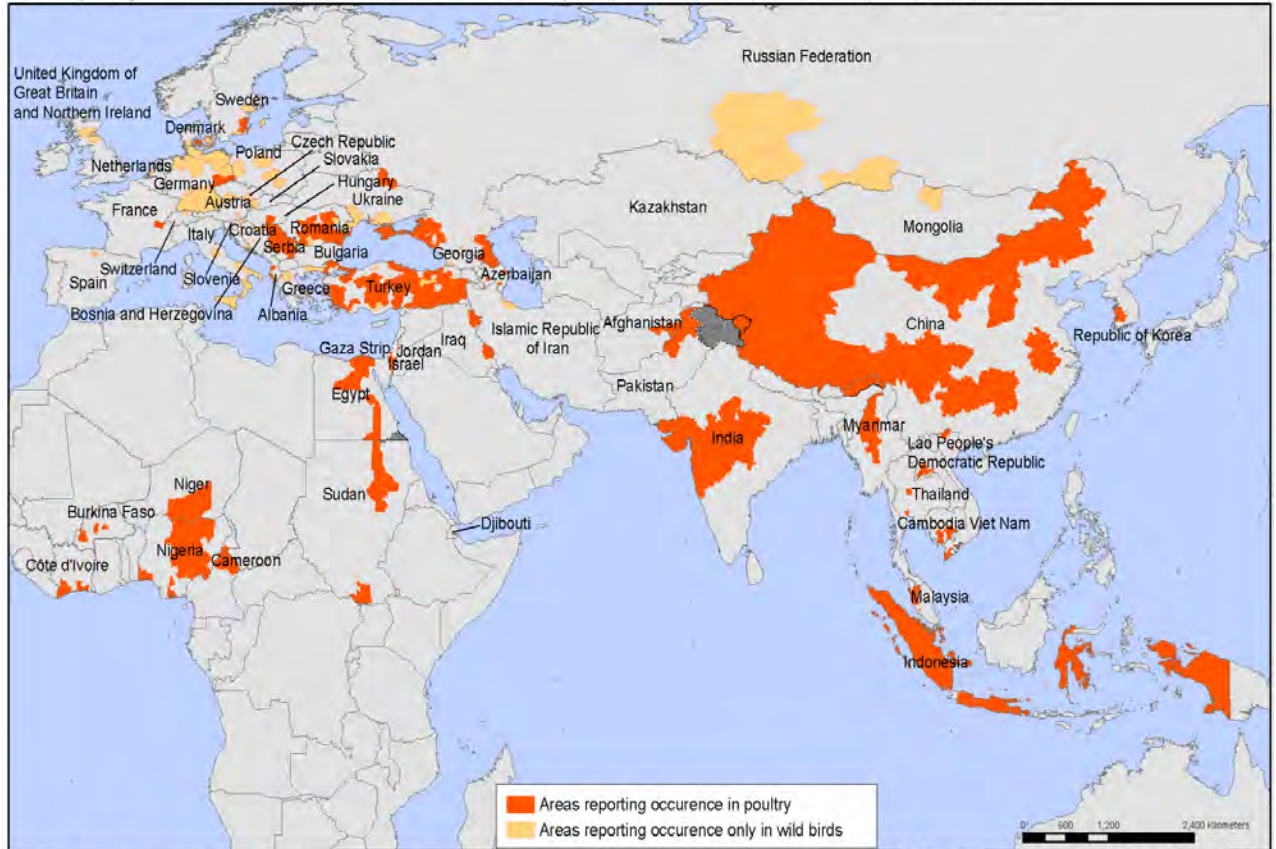 Russian Federation
United Kingdom of
Great Britain
and Northern Ireland
Sweden
Denmark
Czech Republic
Poland
Slovakia
Netherlands
Hungary
Germany
Ukraine
Austria
Kazakhstan
France
Mongolia
Italy
Croatia
Romania
Serbia
Georgia
Bulgaria
Switzerland
Azerbaijan
Spain
Slovenia
Greece
Turkey
Bosnia and Herzegovina
Albania
Afghanistan
China
Islamic Republic
of Iran
Iraq
Republic of Korea
Gaza Strip
Jordan
Israel
Pakistan
Egypt
Myanmar
India
Lao People's
Democratic Republic
Niger
Sudan
Thailand
Burkina Faso
Djibouti
Cambodia
Viet Nam
Nigeria
Cameroon
Côte d'Ivoire
Malaysia
Indonesia
Areas reporting occurence in poultry
Areas reporting occurence only in wild birds
0 600 1,200 2,400 Kilometers